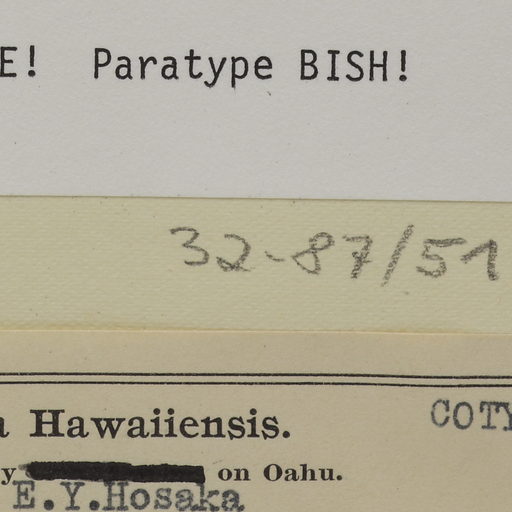 E! Paratype BISH!
32-87/51
a Hawaiiensis. COTY
y on Oahu.
E.Y.Hosaka